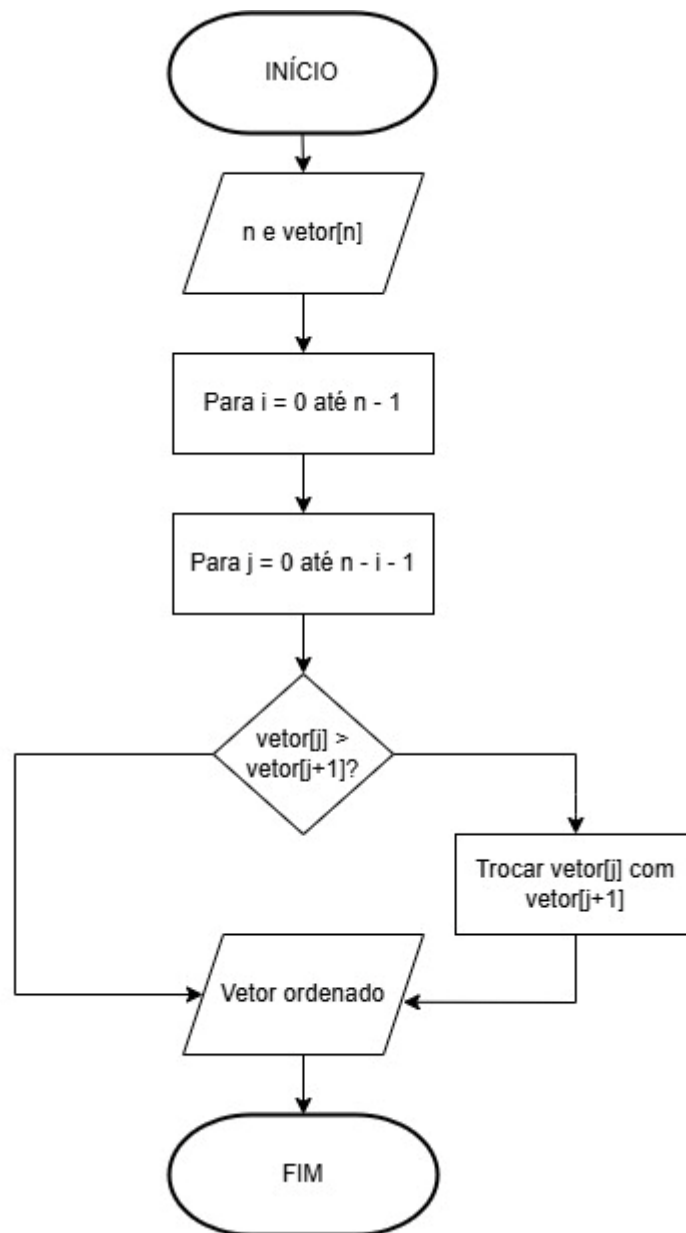 INÍCIO
n e vetor[n]
Para i = 0 até n - 1
Para j = 0 até n - i - 1
vetor[j] >
vetor[j+1]?
Trocar vetor[j] com
vetor[j+1]
Vetor ordenado
FIM